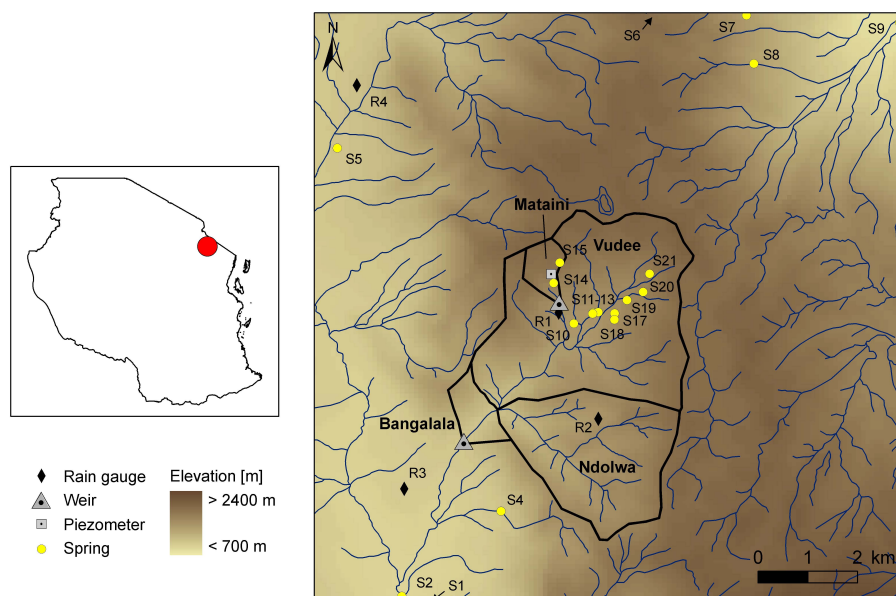 N
S6
S7
S9
S8
R4
S5
Mataini
Vudee
S15
S21
S14
S20
S11-13
S19
R1
S17
S10
S18
Bangalala
R2
Ndolwa
R3
S4
S2
S1
0 1 2 km
Rain gauge
Weir
Piezometer
Spring
Elevation [m]
> 2400 m
< 700 m